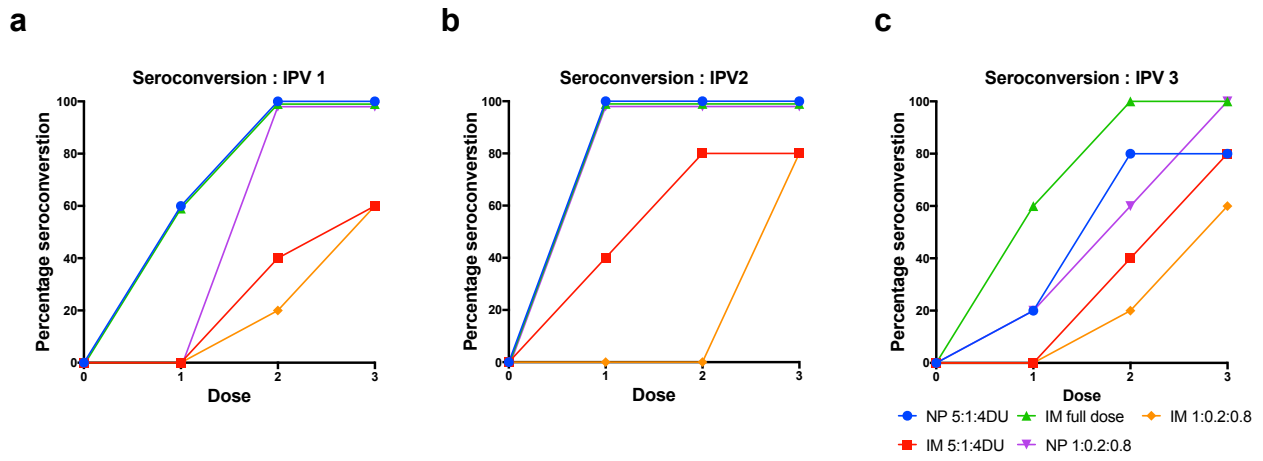 a
b
c
Seroconversion : IPV 1
Seroconversion : IPV2
Seroconversion : IPV 3
Percentage seroconverstion
100
80
60
40
20
0
0 1 2 3
Dose
Percentage seroconverstion
100
80
60
40
20
0
0 1 2 3
Dose
Percentage seroconverstion
100
80
60
40
20
0
0 1 2 3
Dose
NP 5:1:4DU IM full dose IM 1:0.2:0.8
IM 5:1:4DU NP 1:0.2:0.8